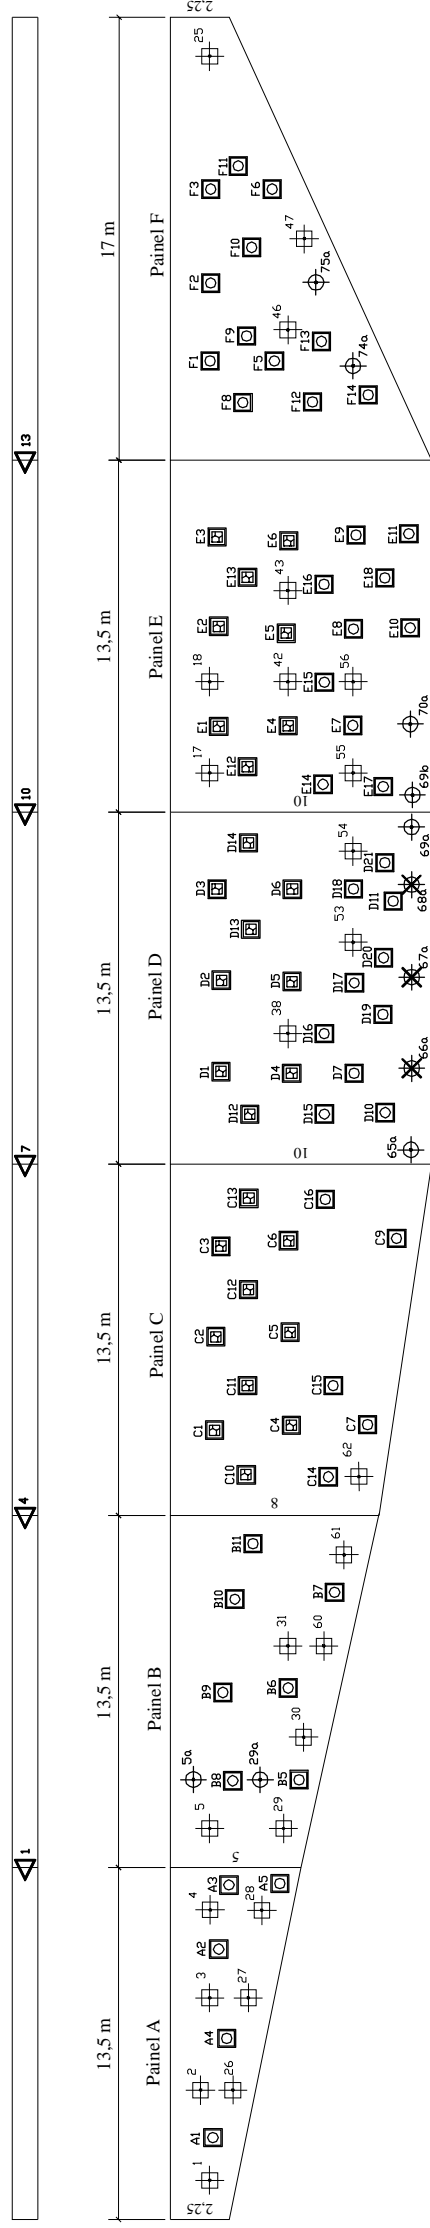 1
4
7
10
13
13,5 m
13,5 m
13,5 m
13,5 m
13,5 m
17 m
Painel A
Painel B
Painel C
Painel D
Painel E
Painel F
2,25
5
8
10
10
2,25
1
A1
2
26
A4
3
27
A2
4
28
A3
A5
5
29
5a
B8
29a
B5
30
B9
B6
31
60
B10
B7
61
B11
C10
C14
62
C1
C4
C7
C11
C15
C2
C5
C12
C3
C6
C9
C13
C16
65a
D12
D15
D10
D1
D4
D7
66a
38
D16
D19
D2
D5
D17
D20
67a
D13
53
D3
D6
D18
D11
68a
D21
D14
54
69a
69b
17
E12
E14
55
E17
E1
E4
E7
70a
18
42
E15
56
E2
E5
E8
E10
E13
43
E16
E18
E3
E6
E9
E11
F8
F12
F14
F1
F5
74a
F9
46
F13
F2
75a
F10
47
F3
F6
F11
25